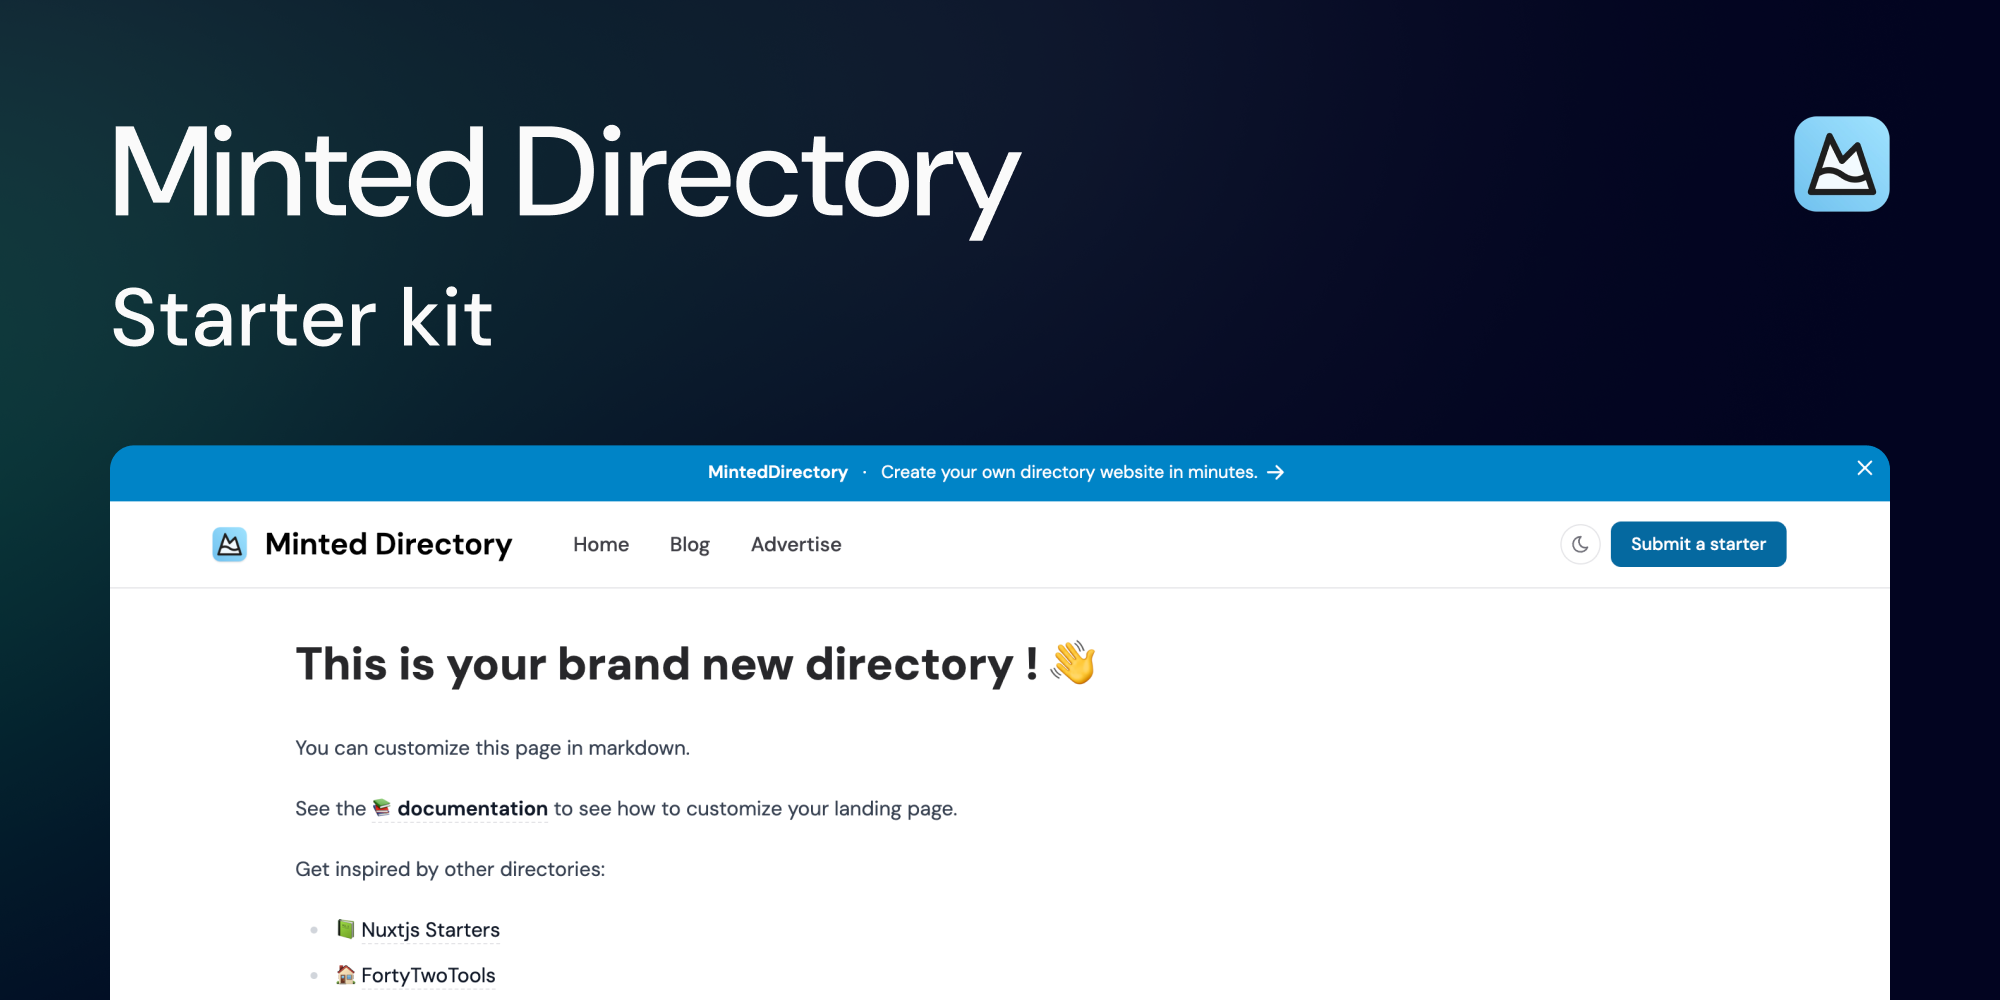 Minted Directory
Starter kit
MintedDirectory · Create your own directory website in minutes. →
Minted Directory Home Blog Advertise Submit a starter
This is your brand new directory ! 👋
You can customize this page in markdown.
See the 📚 documentation to see how to customize your landing page.
Get inspired by other directories:
• 📗 Nuxtjs Starters
• 🏠 FortyTwoTools